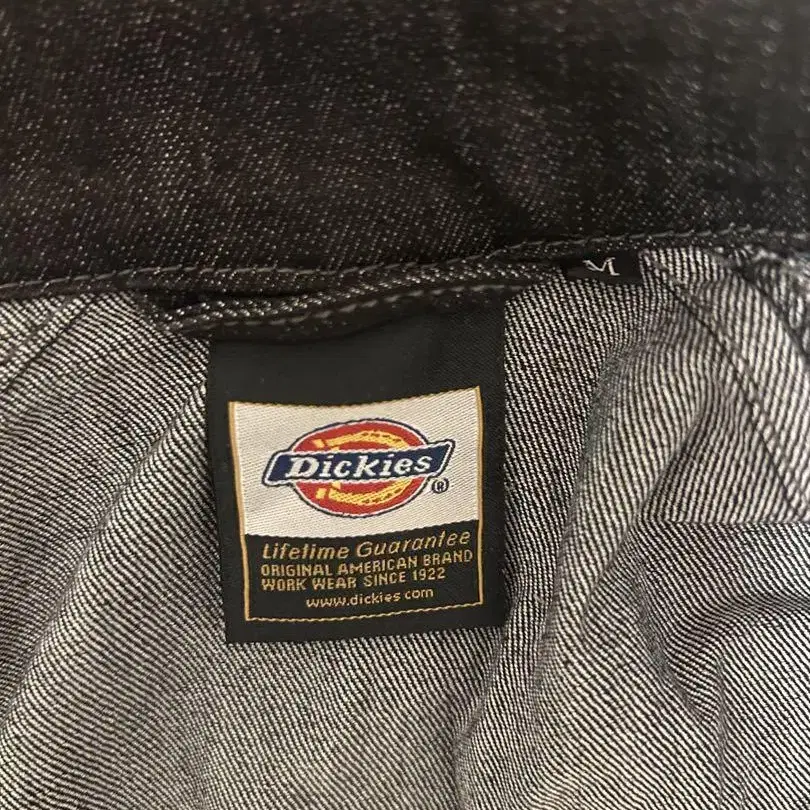 M
Dickies®
Lifetime Guarantee
ORIGINAL AMERICAN BRAND
WORK WEAR SINCE 1922
www.dickies.com